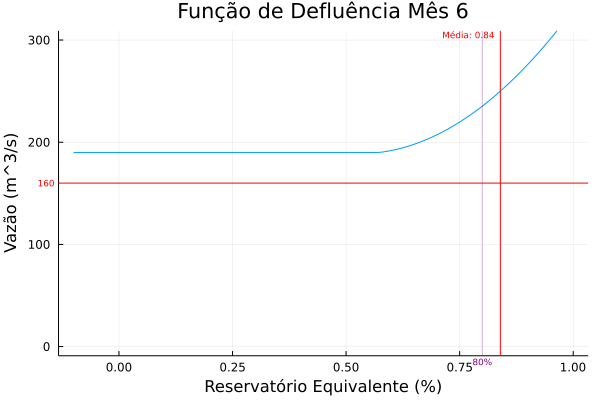 Função de Defluência Mês 6
Média: 0.84
300
200
160
100
0
Vazão (m^3/s)
0.00
0.25
0.50
0.75
80%
1.00
Reservatório Equivalente (%)